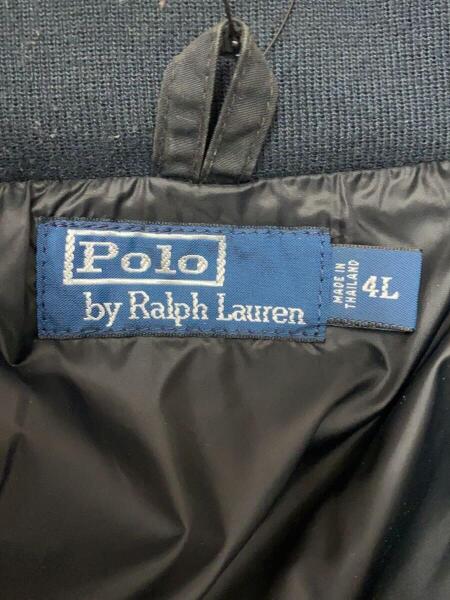 Polo
by Ralph Lauren
MADE IN
THAILAND
4L